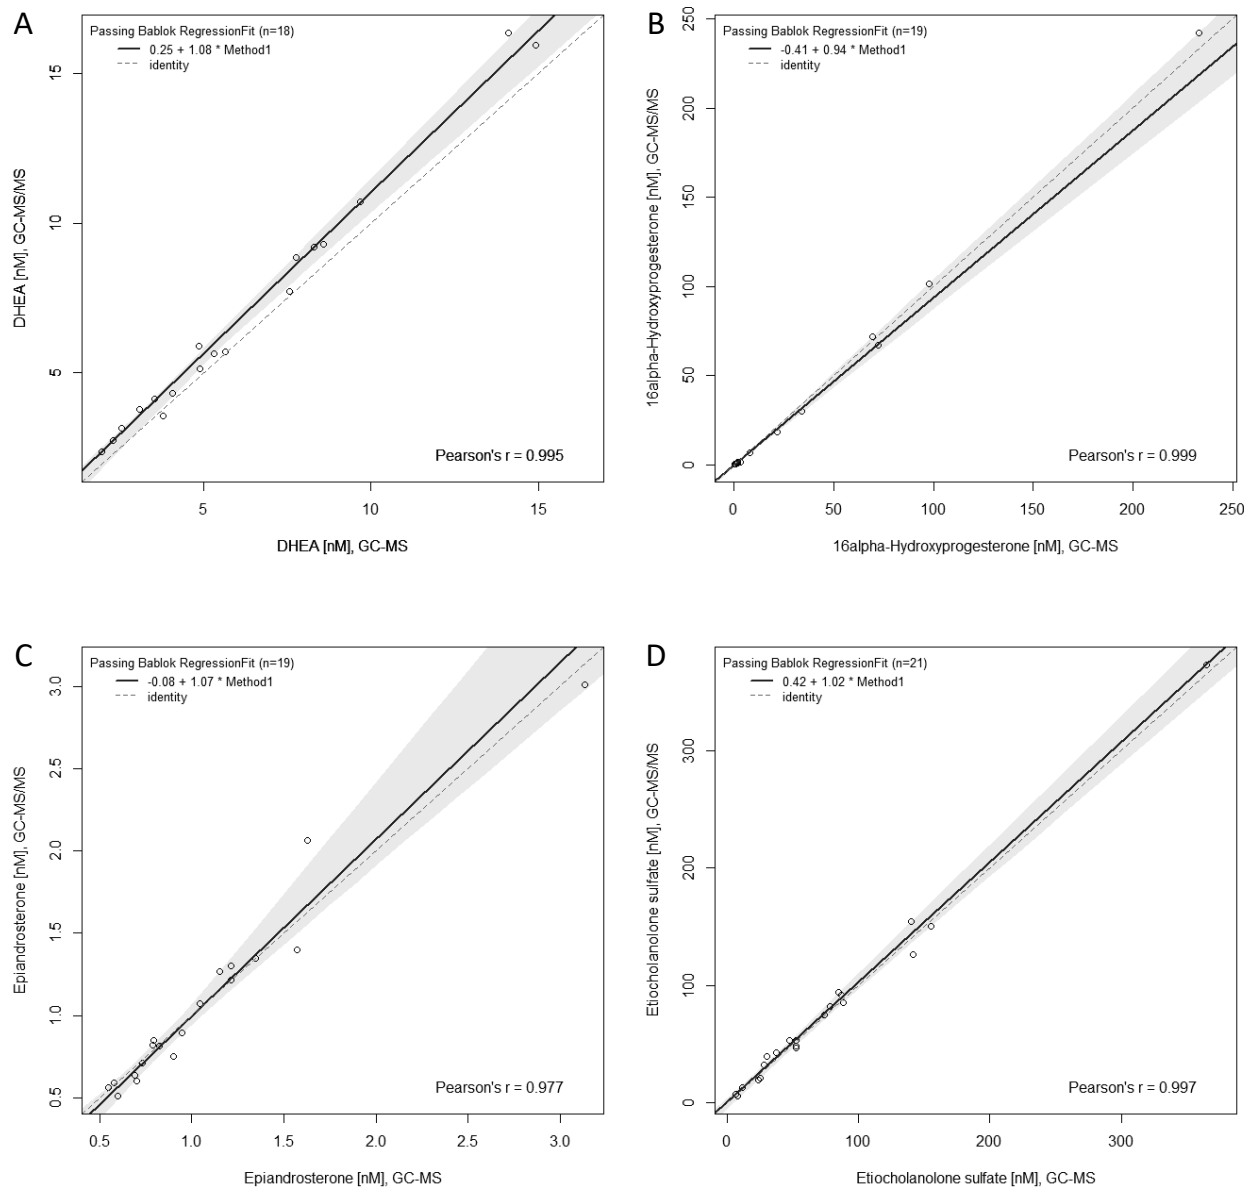 A
Passing Bablok RegressionFit (n=18)
0.25 + 1.08 * Method1
identity
15
10
5
DHEA [nM], GC-MS/MS
Pearson's r = 0.995
5 10 15
DHEA [nM], GC-MS
B
Passing Bablok RegressionFit (n=19)
-0.41 + 0.94 * Method1
identity
250
200
150
100
50
0
16alpha-Hydroxyprogesterone [nM], GC-MS/MS
Pearson's r = 0.999
0 50 100 150 200 250
16alpha-Hydroxyprogesterone [nM], GC-MS
C
Passing Bablok RegressionFit (n=19)
-0.08 + 1.07 * Method1
identity
3.0
2.5
2.0
1.5
1.0
0.5
Epiandrosterone [nM], GC-MS/MS
Pearson's r = 0.977
0.5 1.0 1.5 2.0 2.5 3.0
Epiandrosterone [nM], GC-MS
D
Passing Bablok RegressionFit (n=21)
0.42 + 1.02 * Method1
identity
300
200
100
0
Etiocholanolone sulfate [nM], GC-MS/MS
Pearson's r = 0.997
0 100 200 300
Etiocholanolone sulfate [nM], GC-MS